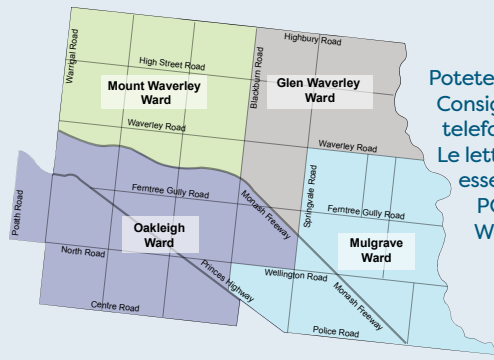 Highbury Road
Warrigal Road
High Street Road
Blackburn Road
Mount Waverley
Ward
Glen Waverley
Ward
Waverley Road
Waverley Road
Springvale Road
Ferntree Gully Road
Monash Freeway
Ferntree Gully Road
Poath Road
Oakleigh
Ward
Mulgrave
Ward
North Road
Princes Highway
Wellington Road
Monash Freeway
Centre Road
Police Road
Potete
Consig
telefo
Le lett
esse
W